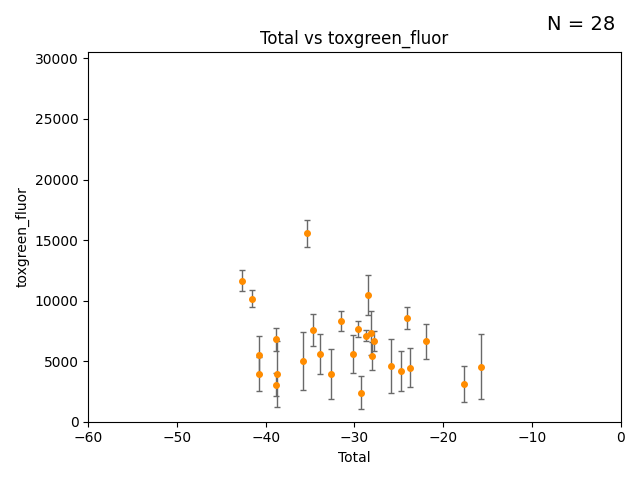 N = 28
Total vs toxgreen_fluor
30000
25000
20000
15000
10000
5000
0
toxgreen_fluor
−60 −50 −40 −30 −20 −10 0
Total